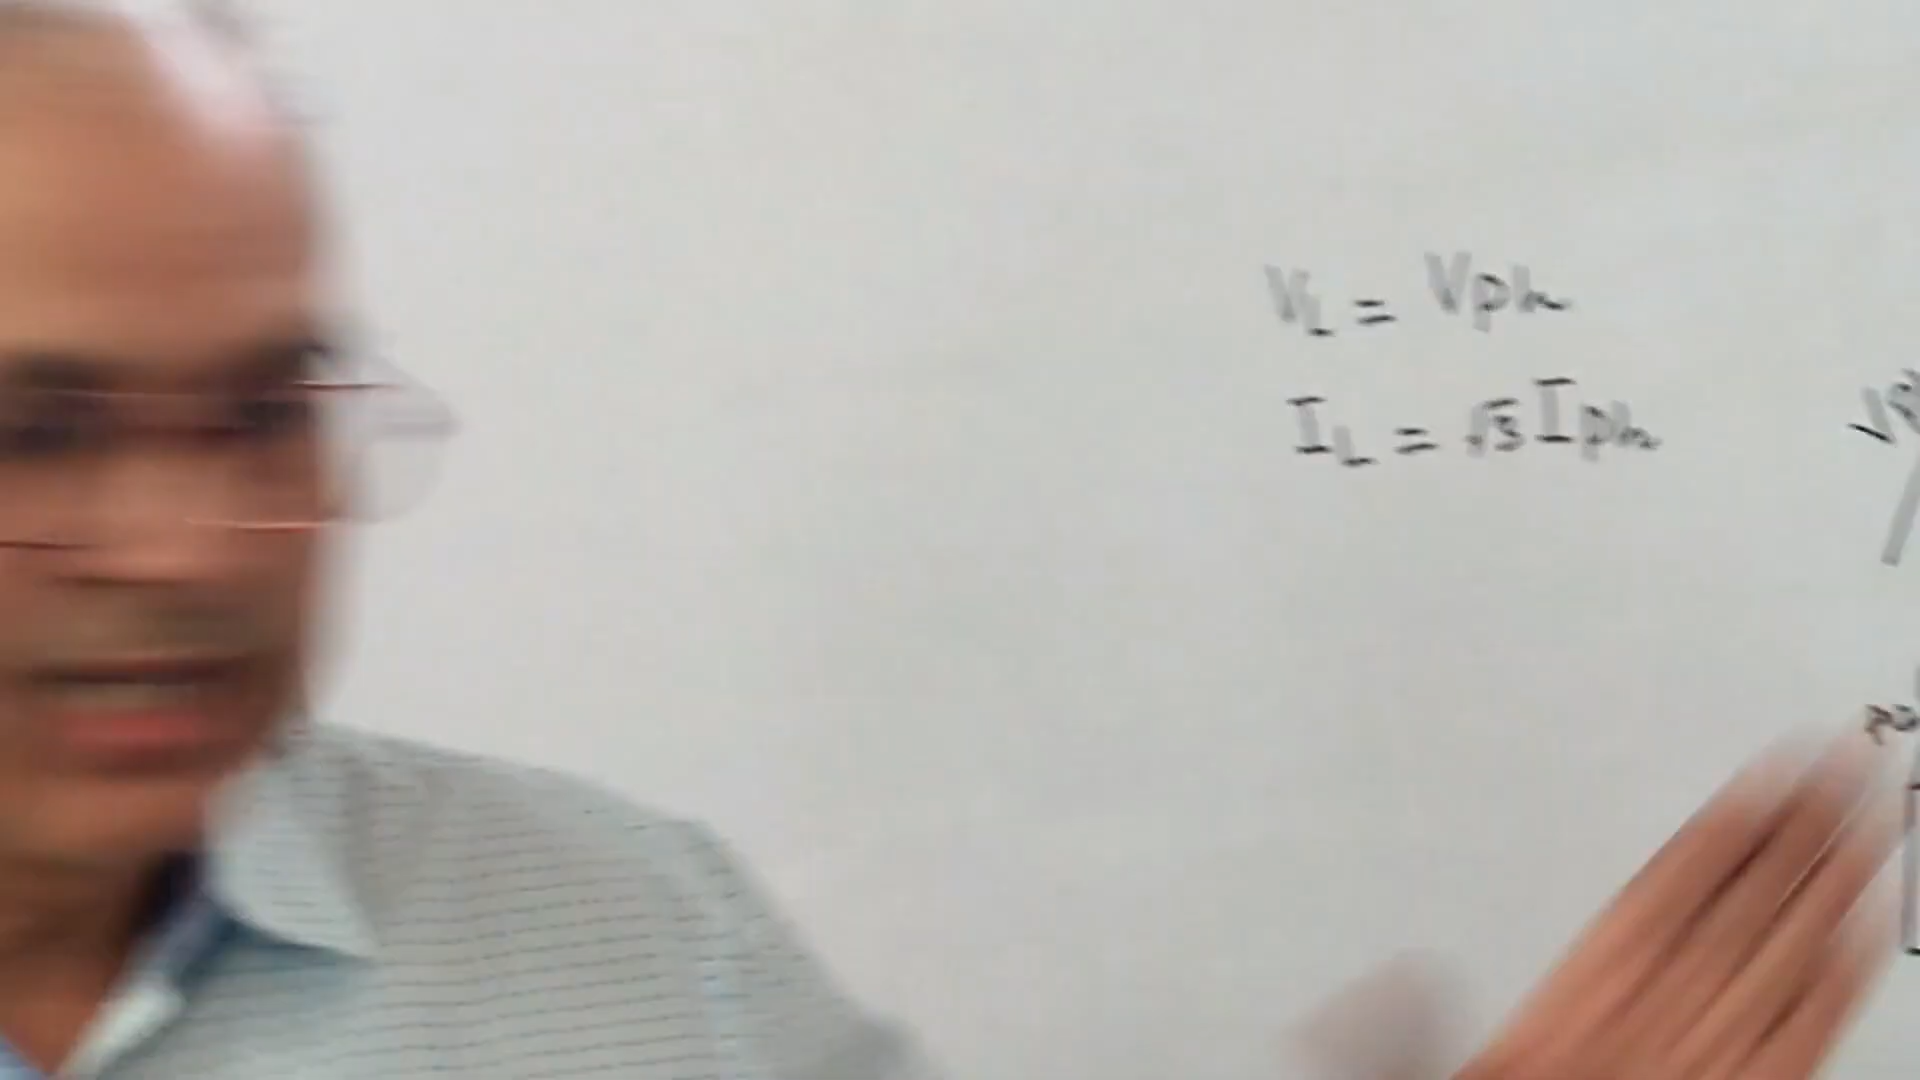 VL = Vph
IL = √3 Iph